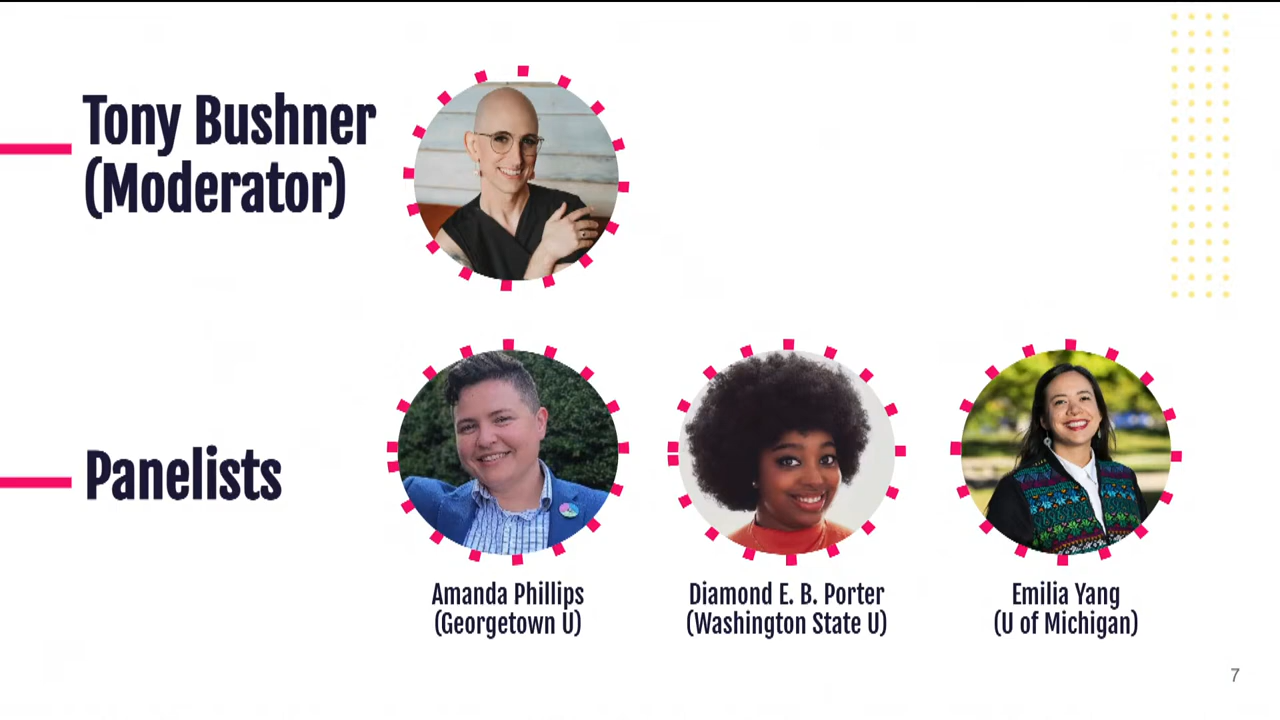 Tony Bushner
(Moderator)
Panelists
Amanda Phillips
(Georgetown U)
Diamond E. B. Porter
(Washington State U)
Emilia Yang
(U of Michigan)
7